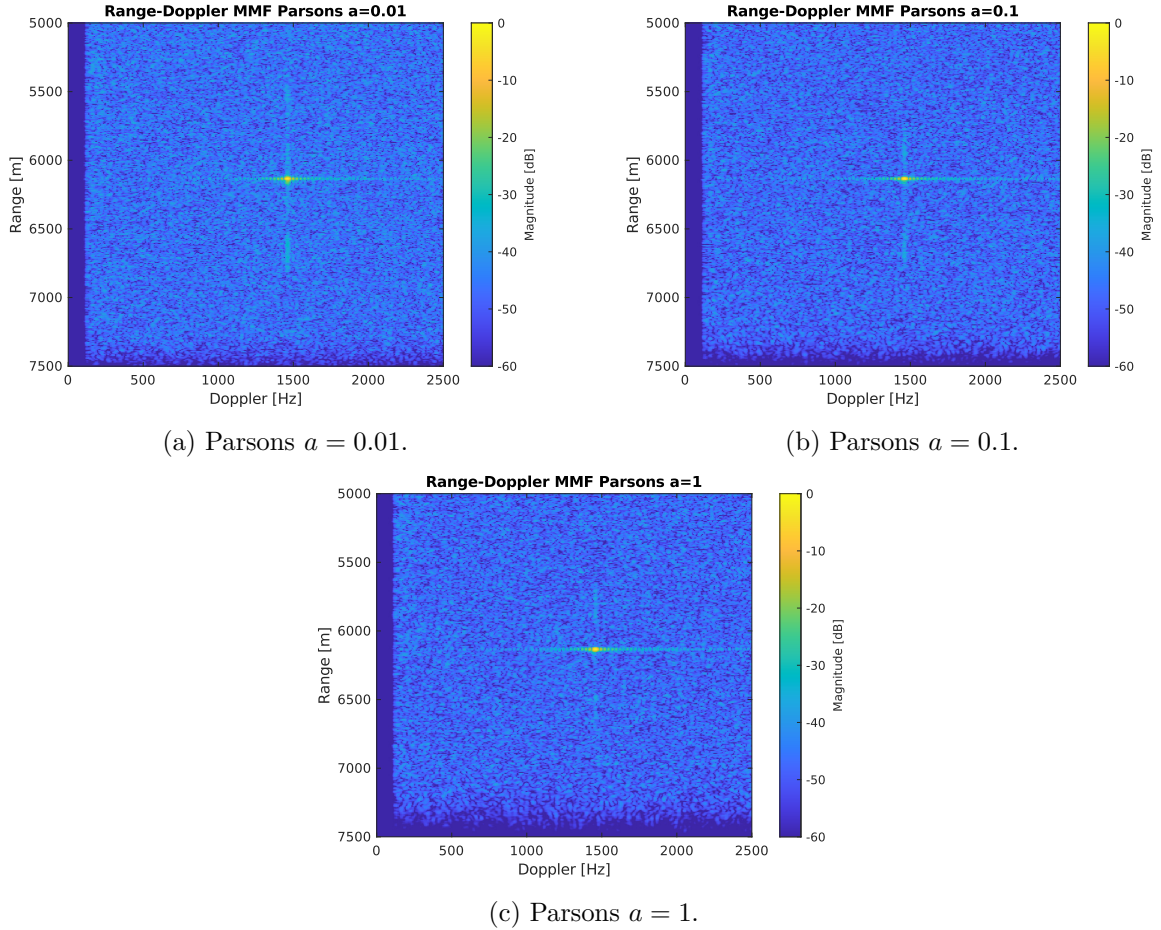 Range-Doppler MMF Parsons a=0.01
5000
5500
6000
6500
7000
7500
Range [m]
0 500 1000 1500 2000 2500
Doppler [Hz]
0
-10
-20
-30
-40
-50
-60
Magnitude [dB]
(a) Parsons a = 0.01.
Range-Doppler MMF Parsons a=0.1
5000
5500
6000
6500
7000
7500
Range [m]
0 500 1000 1500 2000 2500
Doppler [Hz]
0
-10
-20
-30
-40
-50
-60
Magnitude [dB]
(b) Parsons a = 0.1.
Range-Doppler MMF Parsons a=1
5000
5500
6000
6500
7000
7500
Range [m]
0 500 1000 1500 2000 2500
Doppler [Hz]
0
-10
-20
-30
-40
-50
-60
Magnitude [dB]
(c) Parsons a = 1.